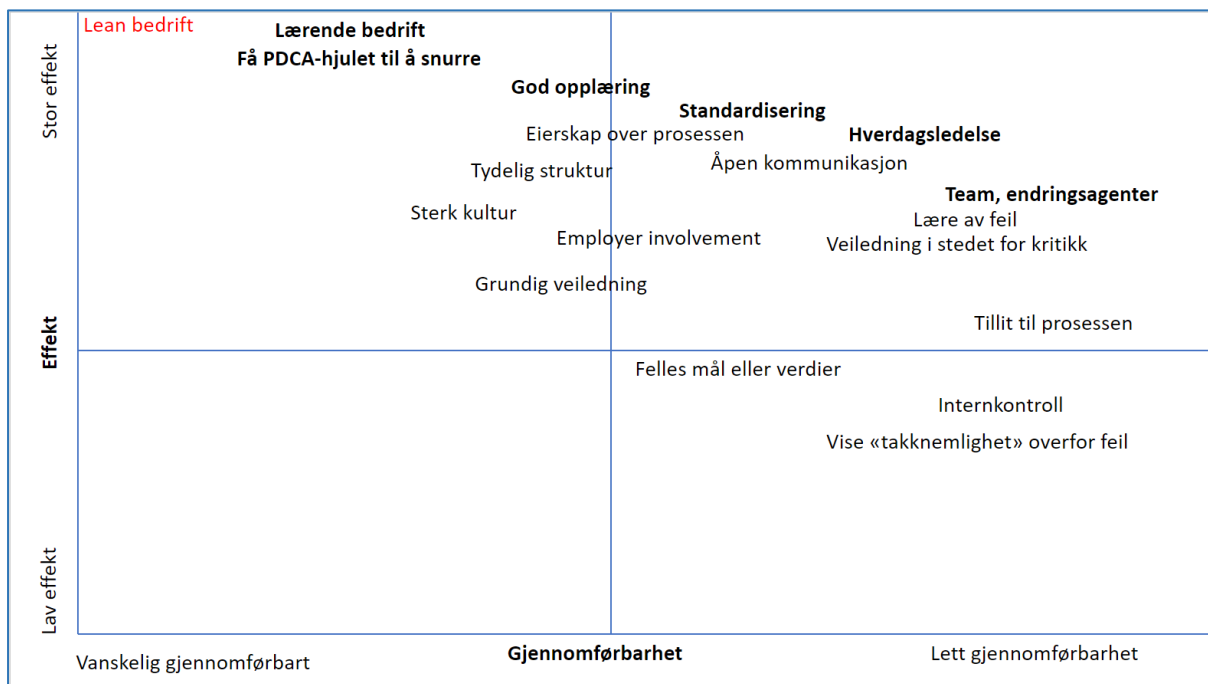 Lean bedrift
Lærende bedrift
Få PDCA-hjulet til å snurre
God opplæring
Standardisering
Eierskap over prosessen
Hverdagsledelse
Åpen kommunikasjon
Tydelig struktur
Team, endringsagenter
Sterk kultur
Lære av feil
Employer involvement
Veiledning i stedet for kritikk
Grundig veiledning
Tillit til prosessen
Felles mål eller verdier
Internkontroll
Vise «takknemlighet» overfor feil
Stor effekt
Effekt
Lav effekt
Vanskelig gjennomførbart
Gjennomførbarhet
Lett gjennomførbarhet